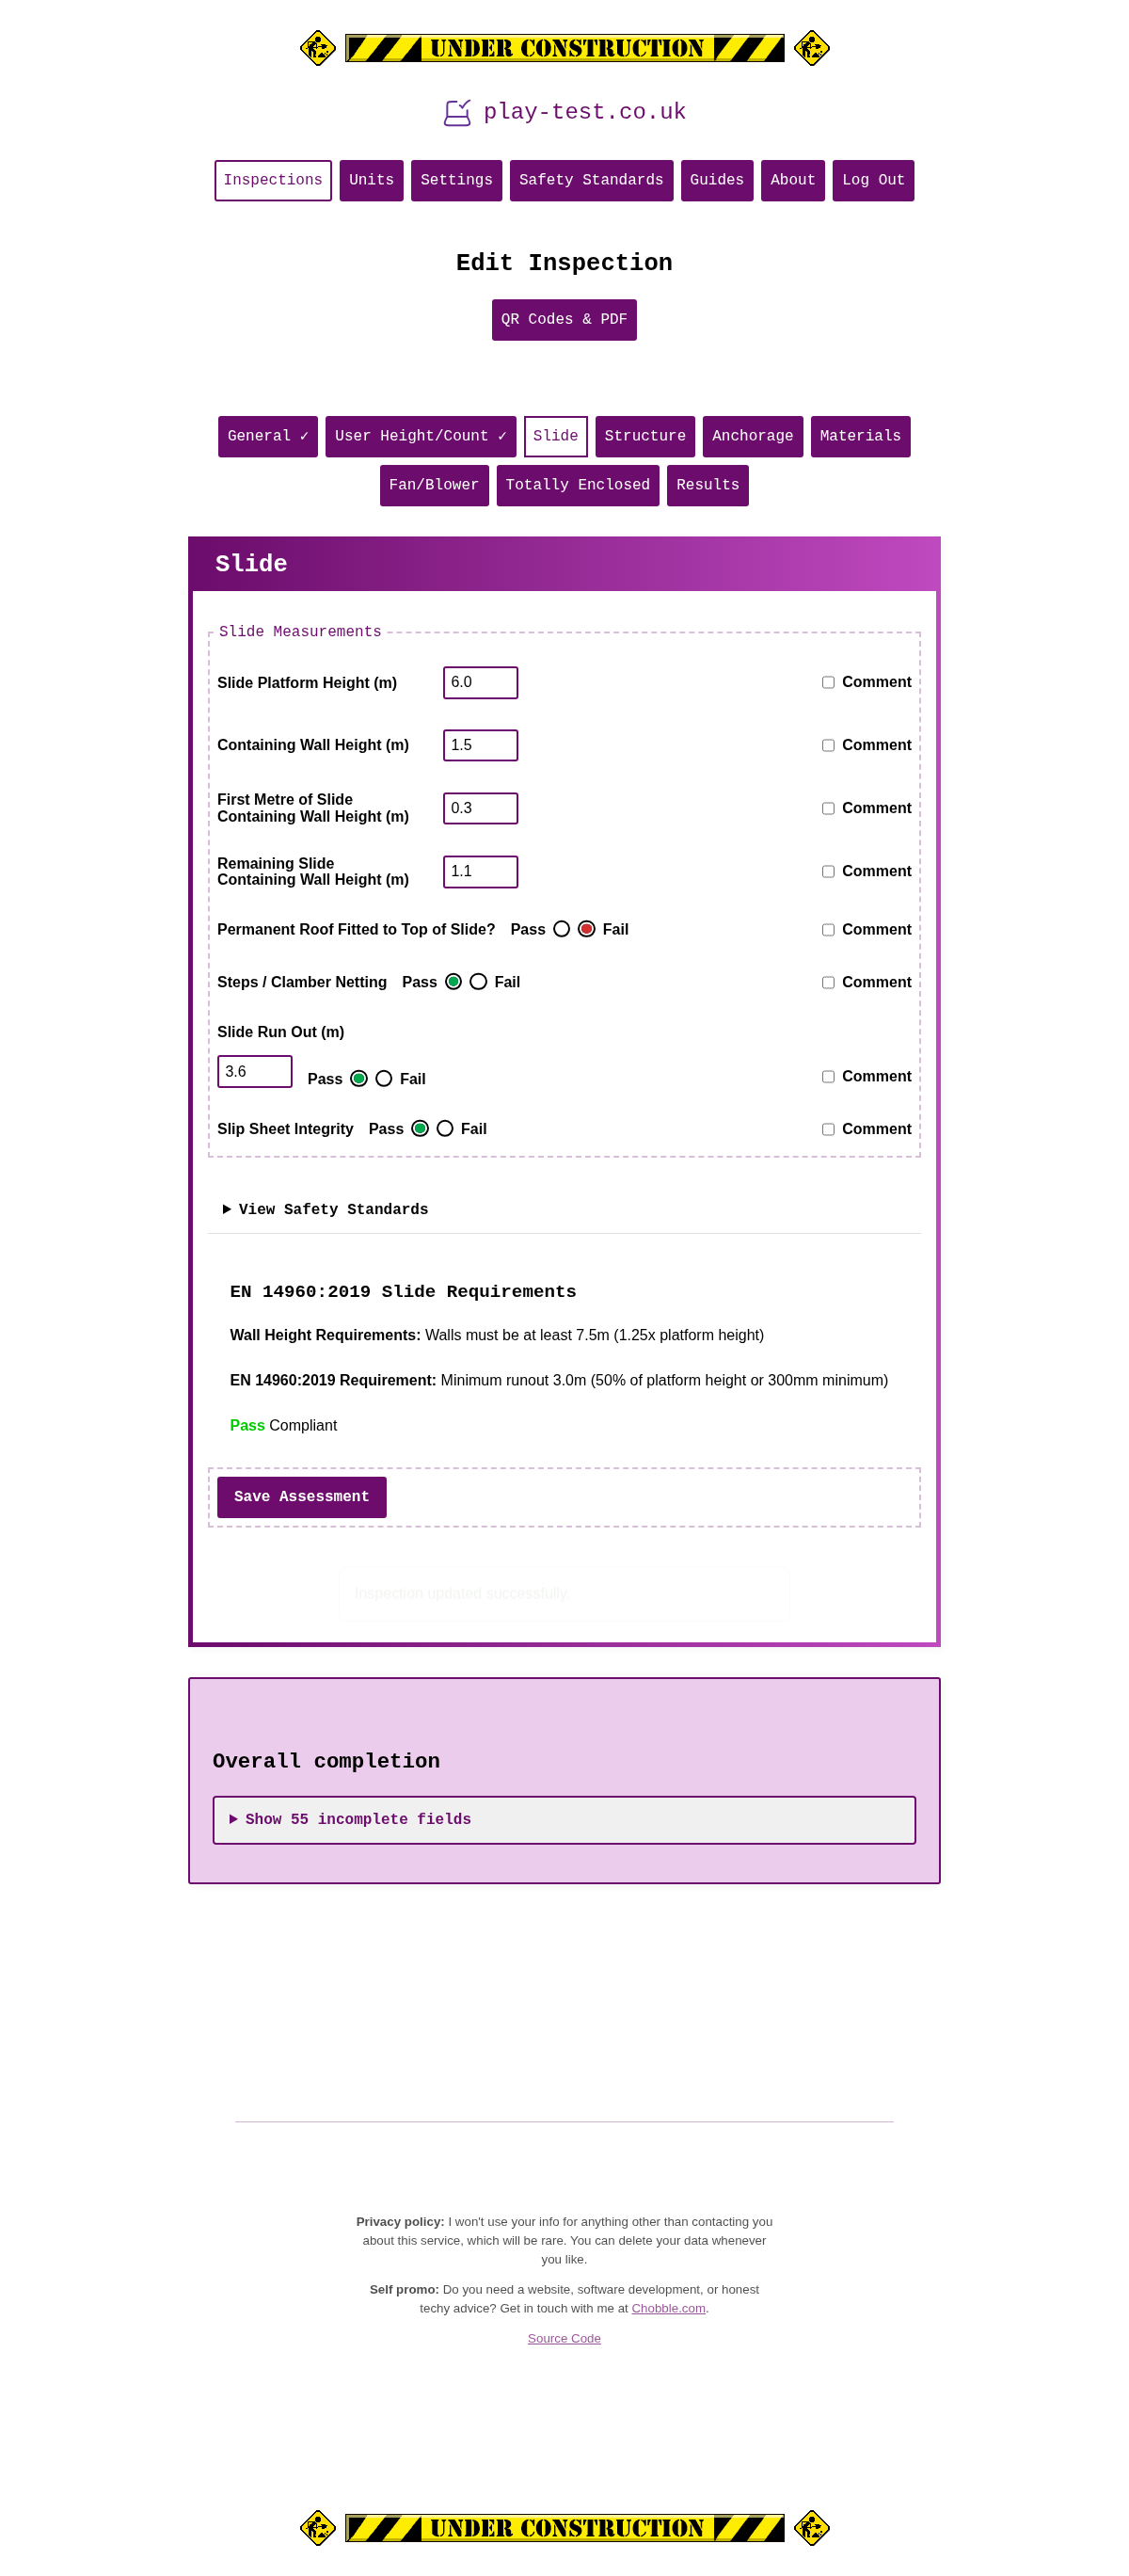 UNDER CONSTRUCTION
play-test.co.uk
Inspections Units Settings Safety Standards Guides About Log Out
Edit Inspection
QR Codes & PDF
General ✓ User Height/Count ✓ Slide Structure Anchorage Materials
Fan/Blower Totally Enclosed Results
Slide
Slide Measurements
Slide Platform Height (m) 6.0 Comment
Containing Wall Height (m) 1.5 Comment
First Metre of Slide
Containing Wall Height (m) 0.3 Comment
Remaining Slide
Containing Wall Height (m) 1.1 Comment
Permanent Roof Fitted to Top of Slide? Pass Fail Comment
Steps / Clamber Netting Pass Fail Comment
Slide Run Out (m)
3.6 Pass Fail Comment
Slip Sheet Integrity Pass Fail Comment
View Safety Standards
EN 14960:2019 Slide Requirements
Wall Height Requirements: Walls must be at least 7.5m (1.25x platform height)
EN 14960:2019 Requirement: Minimum runout 3.0m (50% of platform height or 300mm minimum)
Pass Compliant
Save Assessment
Inspection updated successfully.
Overall completion
Show 55 incomplete fields
Privacy policy: I won't use your info for anything other than contacting you
about this service, which will be rare. You can delete your data whenever
you like.
Self promo: Do you need a website, software development, or honest
techy advice? Get in touch with me at Chobble.com.
Source Code
UNDER CONSTRUCTION